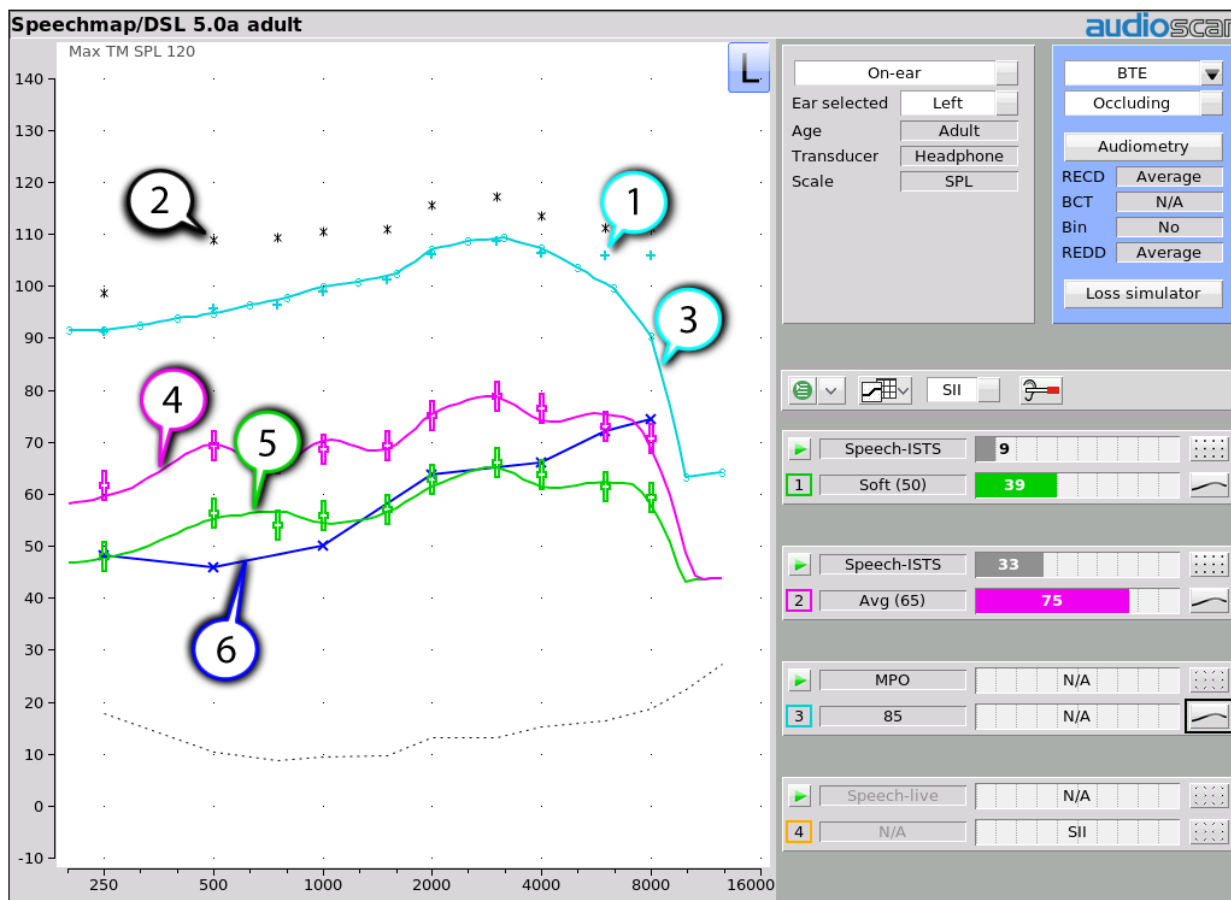 Speechmap/DSL 5.0a adult
audioscan
Max TM SPL 120
L
140
130
120
110
100
90
80
70
60
50
40
30
20
10
0
-10
250 500 1000 2000 4000 8000 16000
1
2
3
4
5
6
On-ear
Ear selected Left
Age Adult
Transducer Headphone
Scale SPL
BTE
Occluding
Audiometry
RECD Average
BCT N/A
Bin No
REDD Average
Loss simulator
SII
Speech-ISTS 9
1 Soft (50) 39
Speech-ISTS 33
2 Avg (65) 75
MPO N/A
3 85 N/A
Speech-live N/A
4 N/A SII